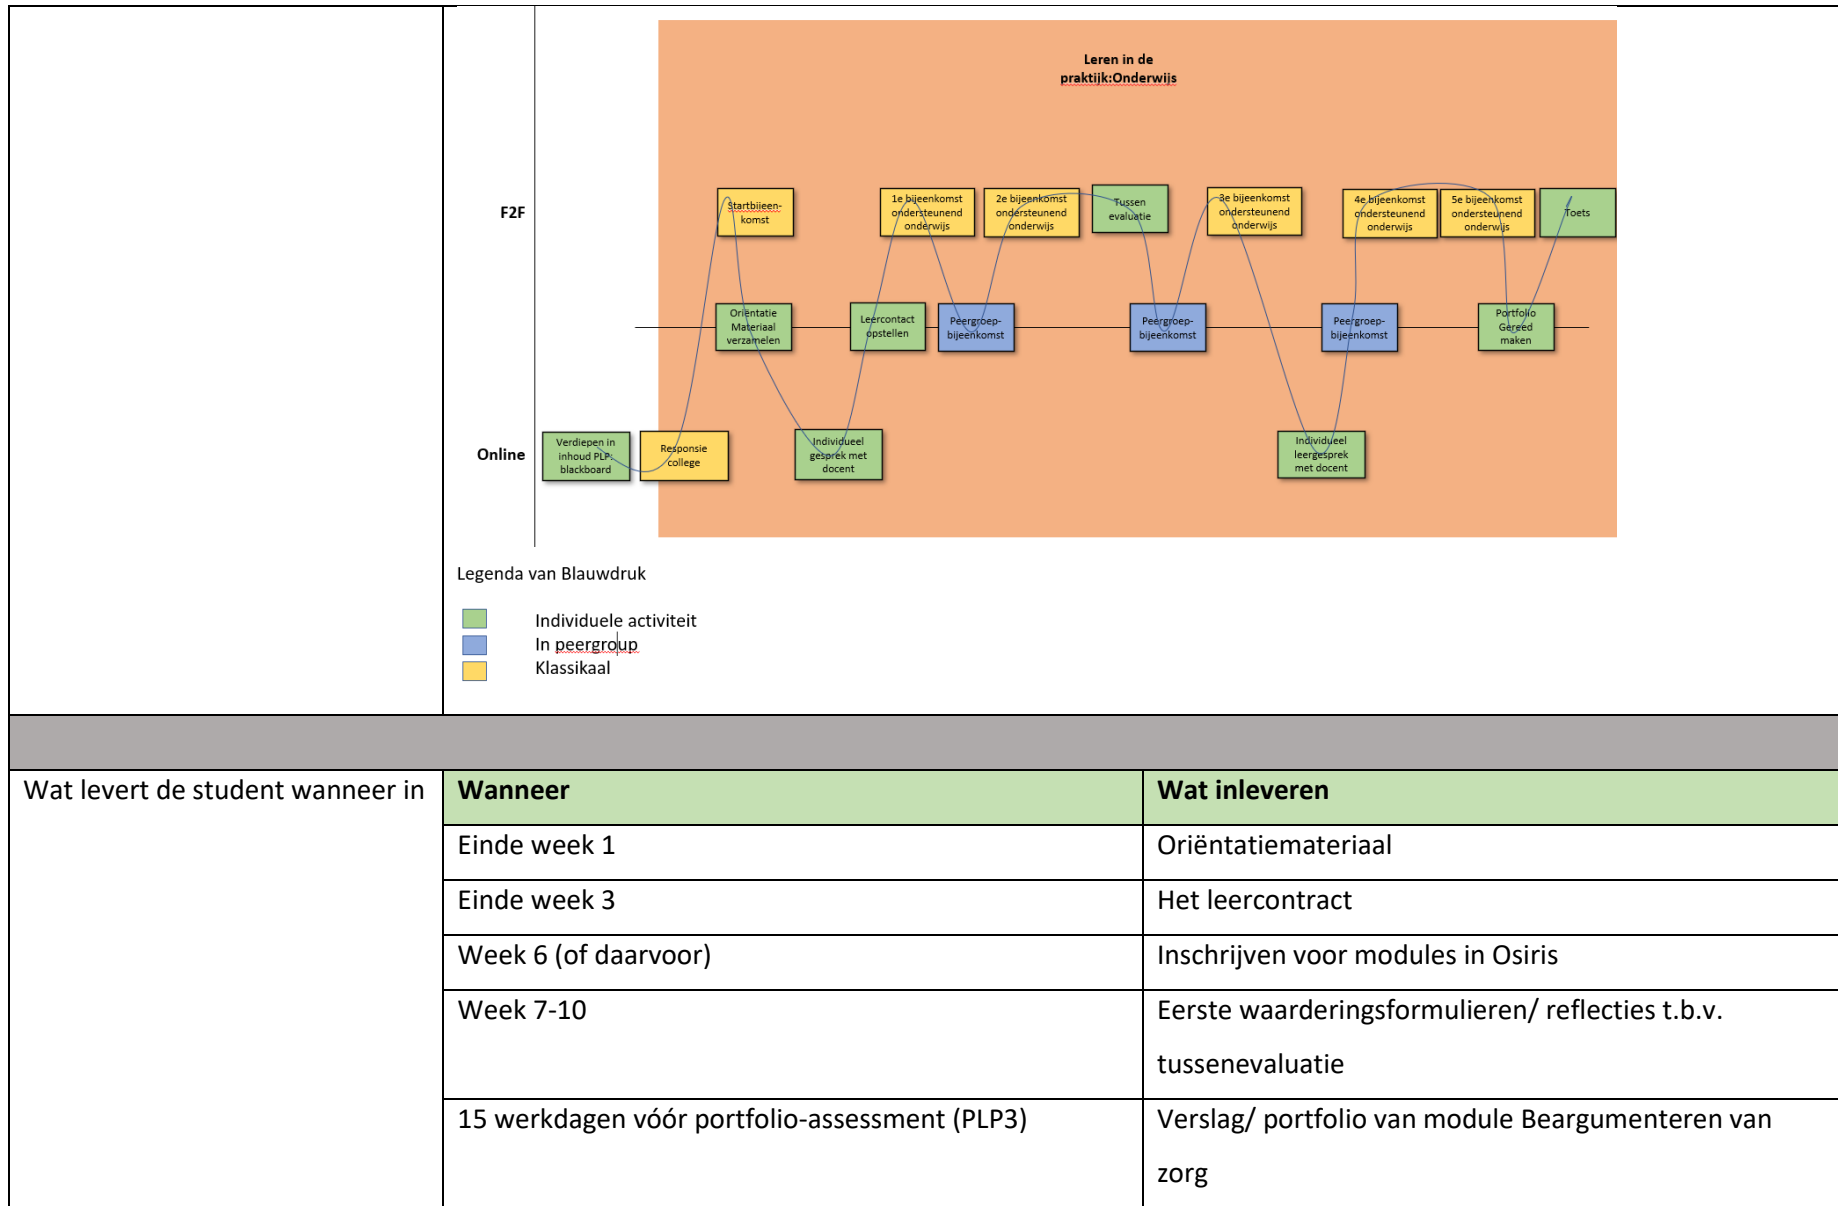 Leren in de
praktijk:Onderwijs
F2F
Startbijeen-
komst
1e bijeenkomst
ondersteunend
onderwijs
2e bijeenkomst
ondersteunend
onderwijs
Tussen
evaluatie
3e bijeenkomst
ondersteunend
onderwijs
4e bijeenkomst
ondersteunend
onderwijs
5e bijeenkomst
ondersteunend
onderwijs
Toets
Oriëntatie
Materiaal
verzamelen
Leercontact
opstellen
Peergroep-
bijeenkomst
Peergroep-
bijeenkomst
Peergroep-
bijeenkomst
Portfolio
Gereed
maken
Online
Verdiepen in
inhoud PLP:
blackboard
Responsie
college
Individueel
gesprek met
docent
Individueel
leergesprek
met docent
Legenda van Blauwdruk
Individuele activiteit
In peergroup
Klassikaal
Wat levert de student wanneer in
Wanneer
Wat inleveren
Einde week 1
Oriëntatiemateriaal
Einde week 3
Het leercontract
Week 6 (of daarvoor)
Inschrijven voor modules in Osiris
Week 7-10
Eerste waarderingsformulieren/ reflecties t.b.v.
tussenevaluatie
15 werkdagen vóór portfolio-assessment (PLP3)
Verslag/ portfolio van module Beargumenteren van
zorg